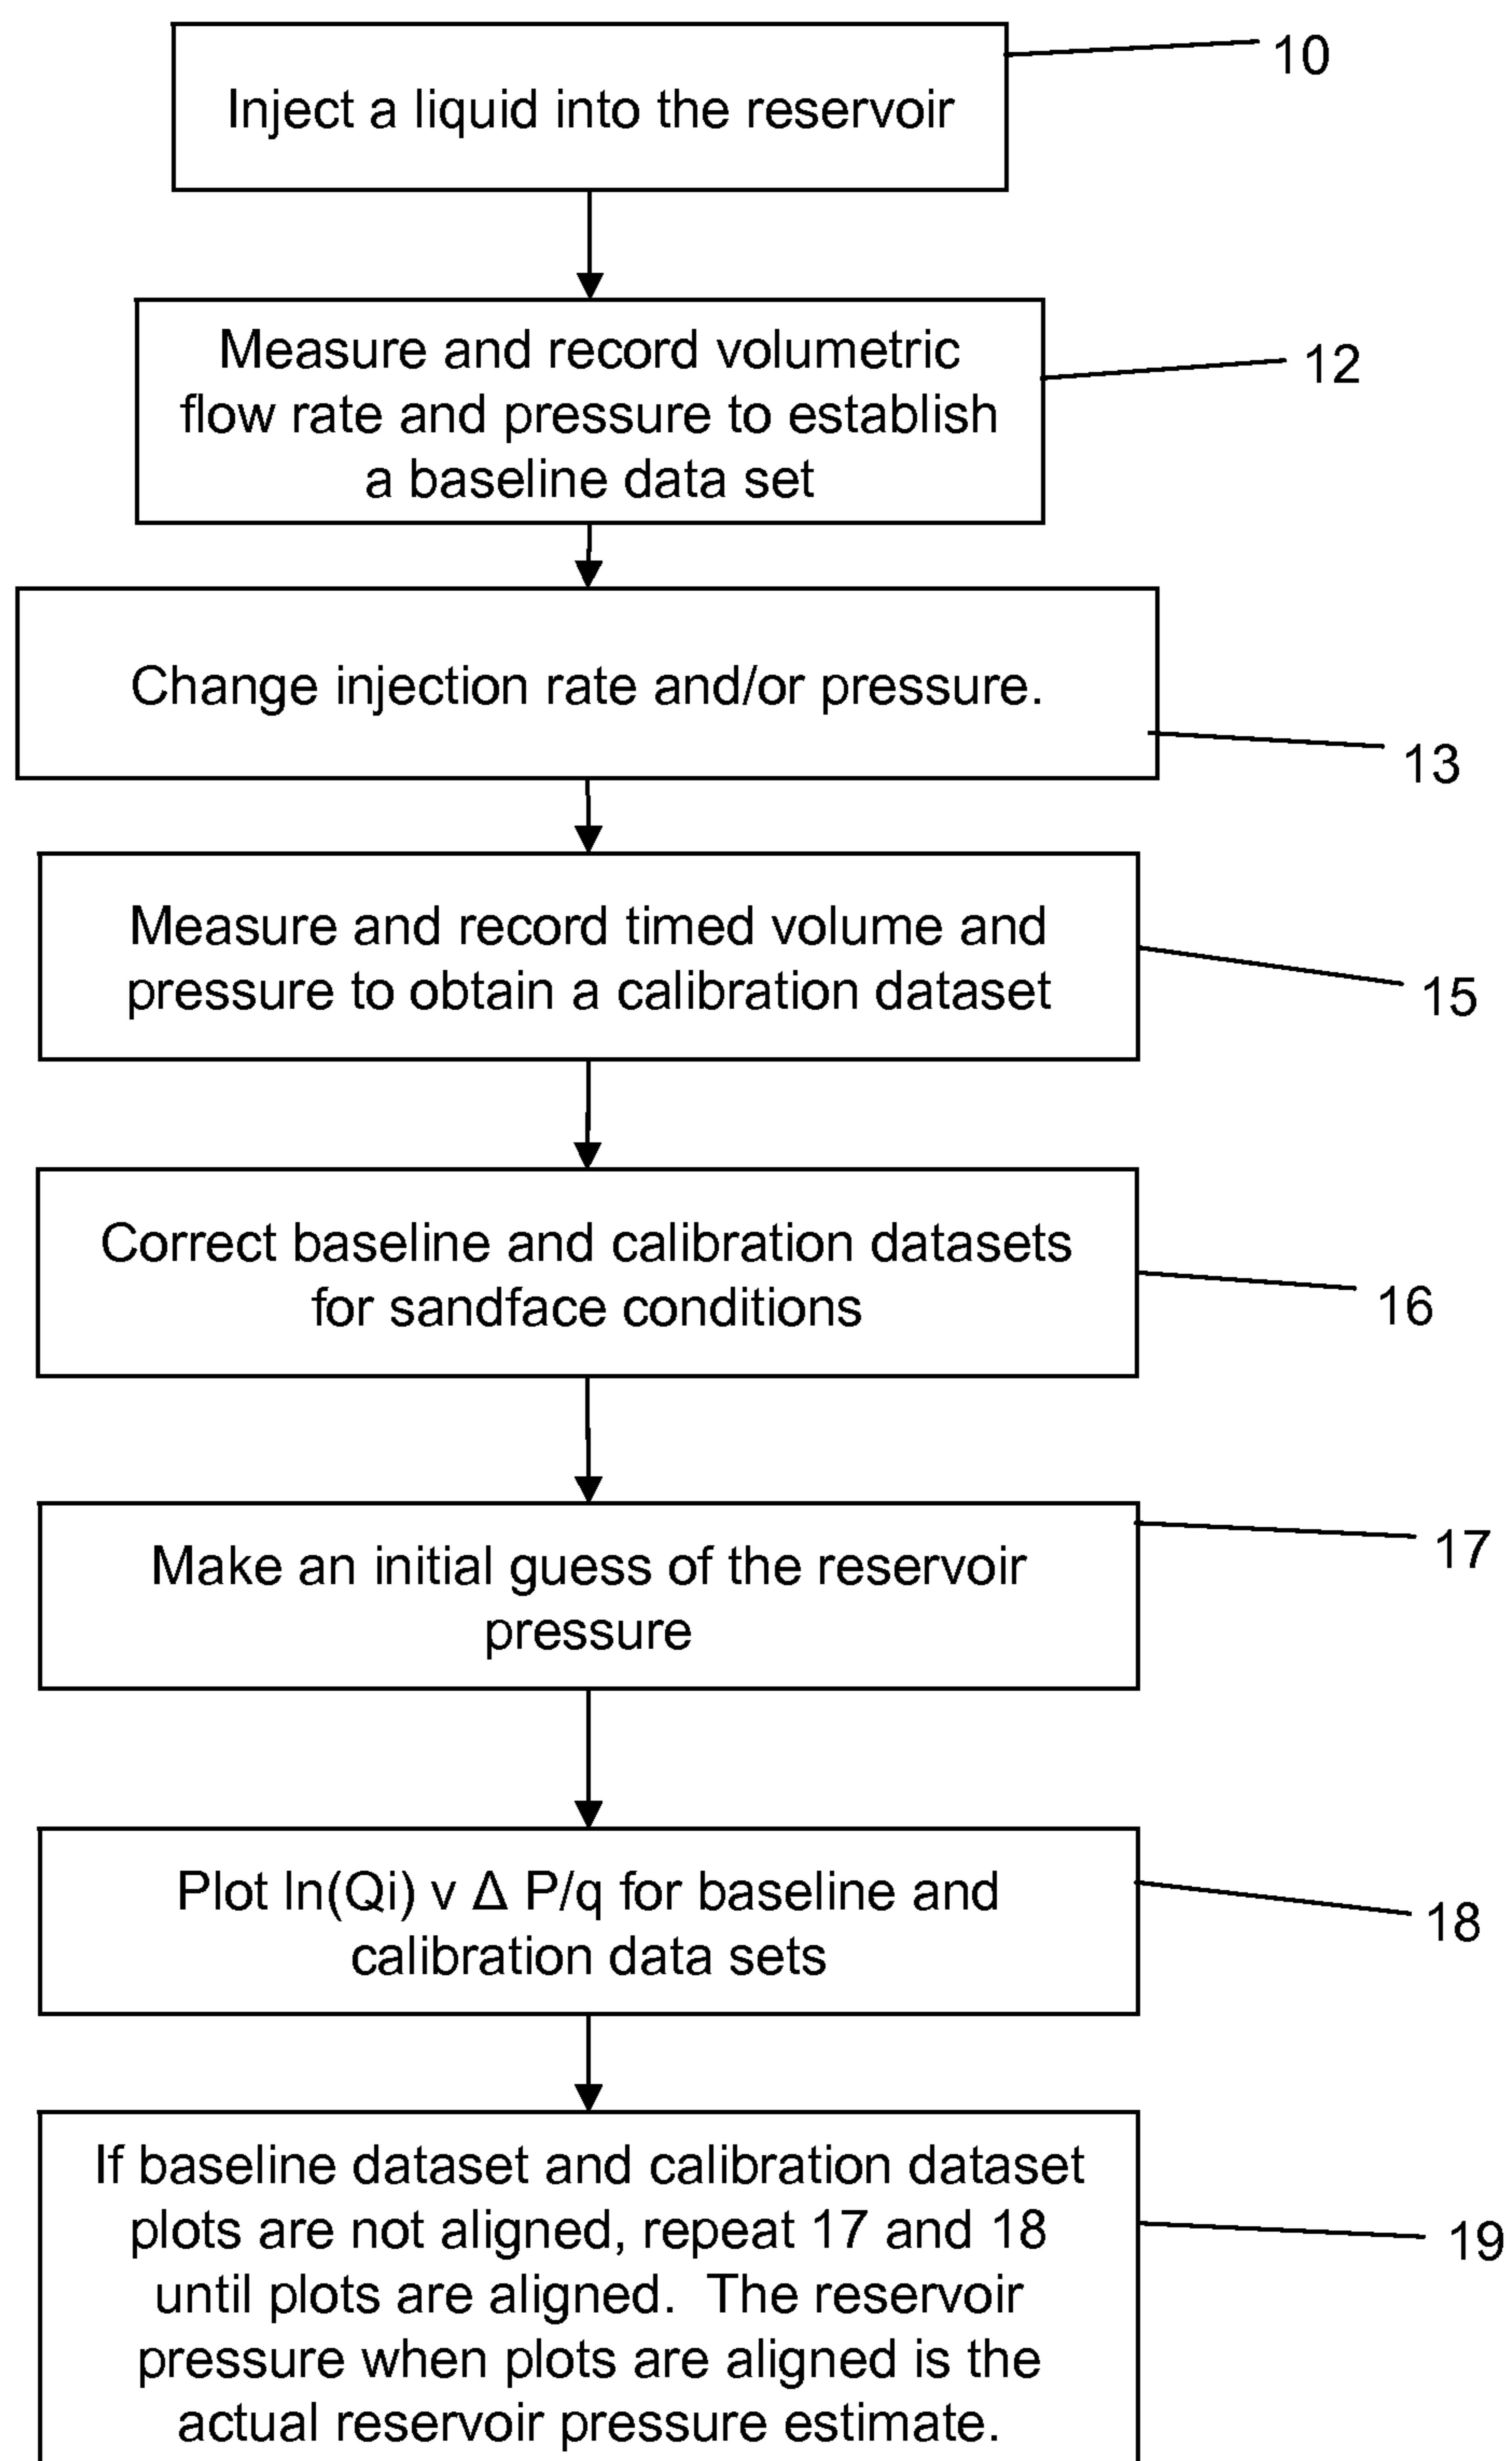 Inject a liquid into the reservoir
10
Measure and record volumetric
flow rate and pressure to establish
a baseline data set
12
Change injection rate and/or pressure.
13
Measure and record timed volume and
pressure to obtain a calibration dataset
15
Correct baseline and calibration datasets
for sandface conditions
16
Make an initial guess of the reservoir
pressure
17
Plot ln(Qi) v Δ P/q for baseline and
calibration data sets
18
If baseline dataset and calibration dataset
plots are not aligned, repeat 17 and 18
until plots are aligned.  The reservoir
pressure when plots are aligned is the
actual reservoir pressure estimate.
19